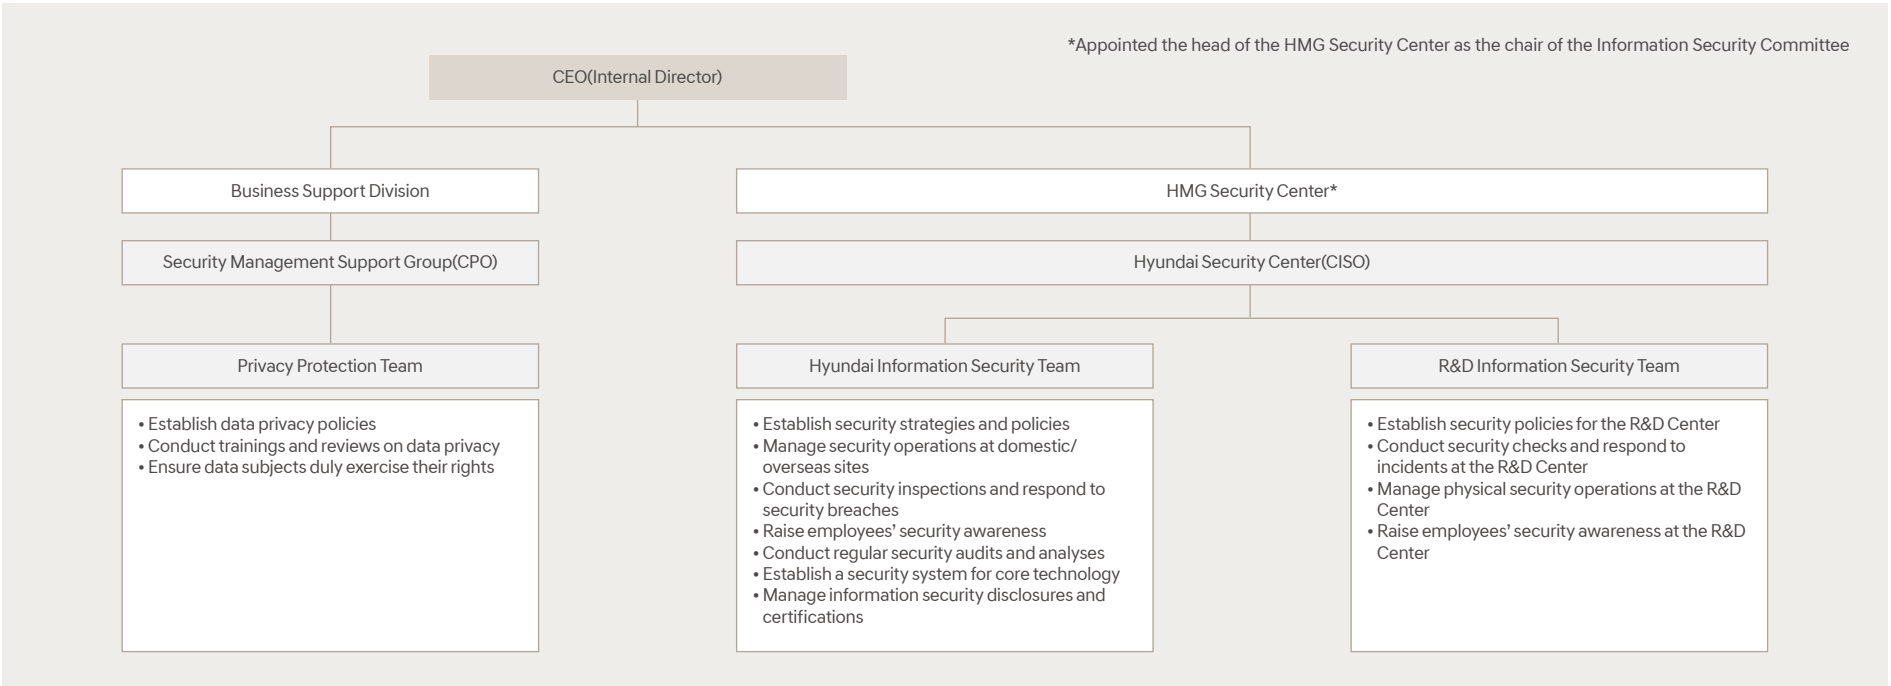 *Appointed the head of the HMG Security Center as the chair of the Information Security Committee
CEO(Internal Director)
Business Support Division
HMG Security Center*
Security Management Support Group(CPO)
Hyundai Security Center(CISO)
Privacy Protection Team
Hyundai Information Security Team
R&D Information Security Team
• Establish data privacy policies
• Conduct trainings and reviews on data privacy
• Ensure data subjects duly exercise their rights
• Establish security strategies and policies
• Manage security operations at domestic/
overseas sites
• Conduct security inspections and respond to
security breaches
• Raise employees’ security awareness
• Conduct regular security audits and analyses
• Establish a security system for core technology
• Manage information security disclosures and
certifications
• Establish security policies for the R&D Center
• Conduct security checks and respond to
incidents at the R&D Center
• Manage physical security operations at the R&D
Center
• Raise employees’ security awareness at the R&D
Center